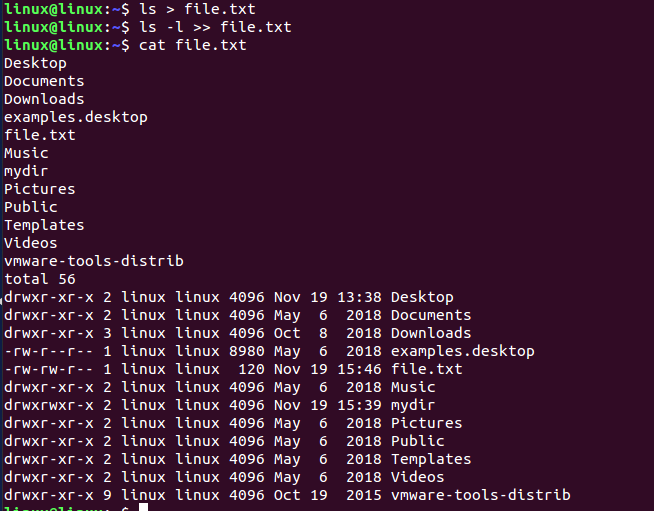 linux@linux:~$ ls > file.txt
linux@linux:~$ ls -l >> file.txt
linux@linux:~$ cat file.txt
Desktop
Documents
Downloads
examples.desktop
file.txt
Music
mydir
Pictures
Public
Templates
Videos
vmware-tools-distrib
total 56
drwxr-xr-x 2 linux linux 4096 Nov 19 13:38 Desktop
drwxr-xr-x 2 linux linux 4096 May  6  2018 Documents
drwxr-xr-x 3 linux linux 4096 Oct  8  2018 Downloads
-rw-r--r-- 1 linux linux 8980 May  6  2018 examples.desktop
-rw-rw-r-- 1 linux linux  120 Nov 19 15:46 file.txt
drwxr-xr-x 2 linux linux 4096 May  6  2018 Music
drwxrwxr-x 2 linux linux 4096 Nov 19 15:39 mydir
drwxr-xr-x 2 linux linux 4096 May  6  2018 Pictures
drwxr-xr-x 2 linux linux 4096 May  6  2018 Public
drwxr-xr-x 2 linux linux 4096 May  6  2018 Templates
drwxr-xr-x 2 linux linux 4096 May  6  2018 Videos
drwxr-xr-x 9 linux linux 4096 Oct 19  2015 vmware-tools-distrib
linux@linux:~$